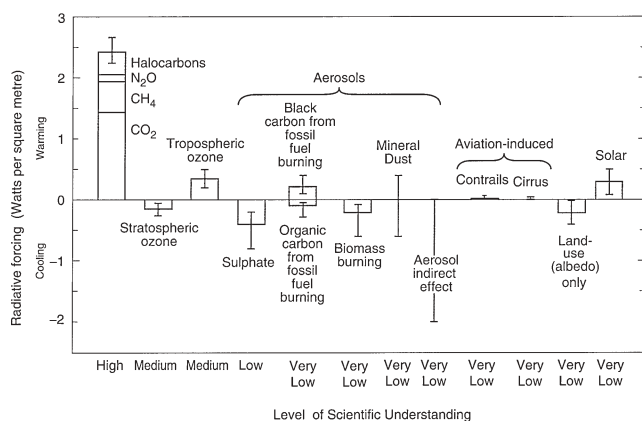 Radiative forcing (Watts per square metre)
Warming
Cooling
2
1
0
−1
−2
Halocarbons
N₂O
CH₄
CO₂
Stratospheric
ozone
Tropospheric
ozone
Aerosols
Sulphate
Black
carbon from
fossil
fuel
burning
Organic
carbon
from
fossil
fuel
burning
Biomass
burning
Mineral
Dust
Aerosol
indirect
effect
Aviation-induced
Contrails
Cirrus
Land-
use
(albedo)
only
Solar
0
High
Medium
Medium
Low
Very
Low
Very
Low
Very
Low
Very
Low
Very
Low
Very
Low
Very
Low
Very
Low
Level of Scientific Understanding